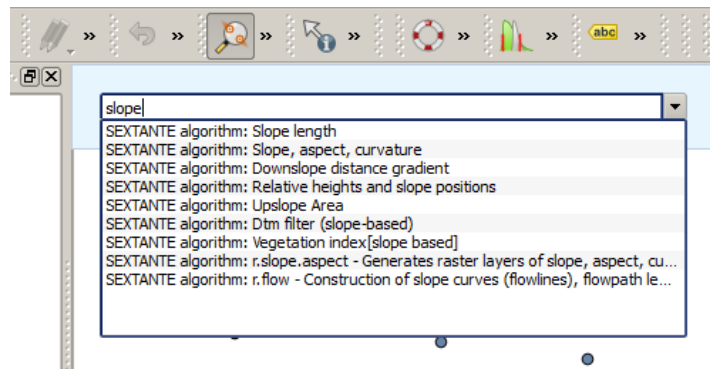 abc
slope
SEXTANTE algorithm: Slope length
SEXTANTE algorithm: Slope, aspect, curvature
SEXTANTE algorithm: Downslope distance gradient
SEXTANTE algorithm: Relative heights and slope positions
SEXTANTE algorithm: Upslope Area
SEXTANTE algorithm: Dtm filter (slope-based)
SEXTANTE algorithm: Vegetation index[slope based]
SEXTANTE algorithm: r.slope.aspect - Generates raster layers of slope, aspect, cu...
SEXTANTE algorithm: r.flow - Construction of slope curves (flowlines), flowpath le...